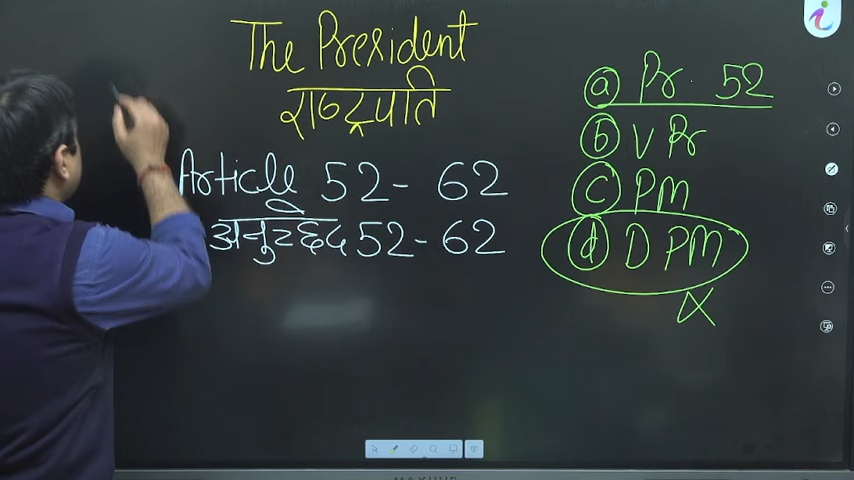 The President
राष्ट्रपति
Article 52 - 62
अनुच्छेद 52 - 62
a Pr. 52
b V Pr
c PM
d D PM
X
i